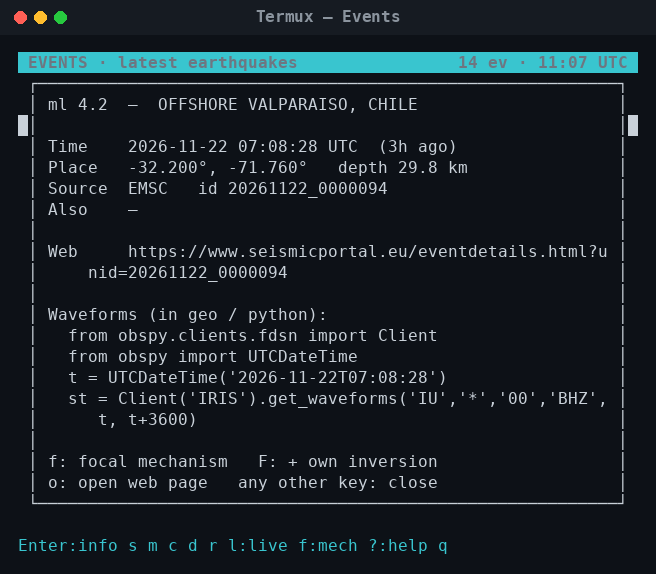 Termux — Events
EVENTS · latest earthquakes 14 ev · 11:07 UTC
ml 4.2 — OFFSHORE VALPARAISO, CHILE
Time 2026-11-22 07:08:28 UTC (3h ago)
Place -32.200°, -71.760° depth 29.8 km
Source EMSC id 20261122_0000094
Also —
Web https://www.seismicportal.eu/eventdetails.html?u
nid=20261122_0000094
Waveforms (in geo / python):
from obspy.clients.fdsn import Client
from obspy import UTCDateTime
t = UTCDateTime('2026-11-22T07:08:28')
st = Client('IRIS').get_waveforms('IU','*','00','BHZ',
t, t+3600)
f: focal mechanism F: + own inversion
o: open web page any other key: close
Enter:info s m c d r l:live f:mech ?:help q